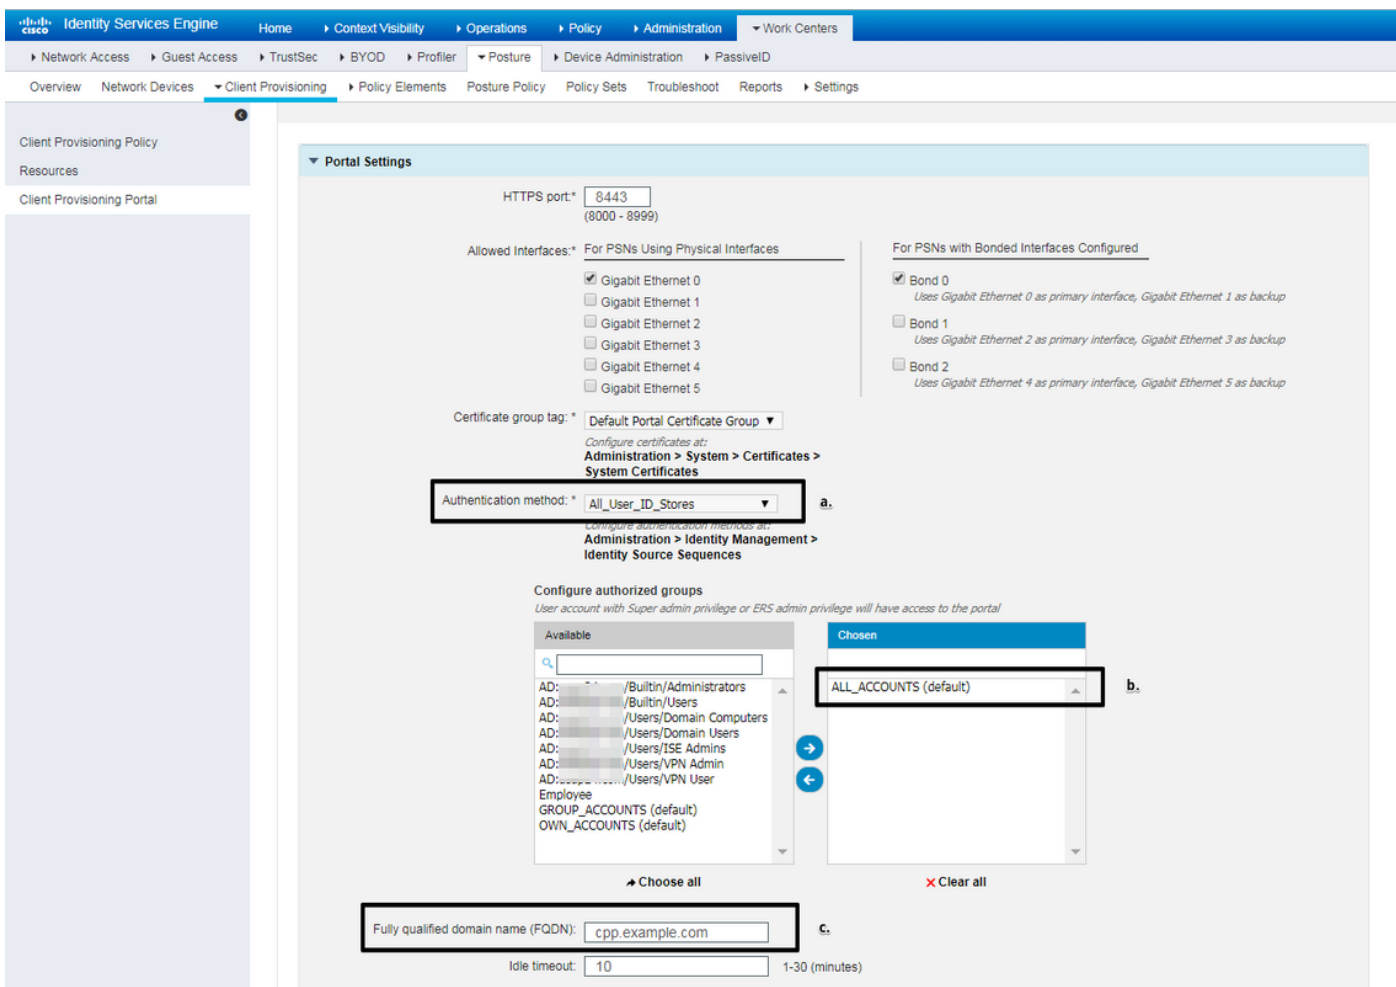 cisco Identity Services Engine Home Context Visibility Operations Policy Administration Work Centers
Network Access Guest Access TrustSec BYOD Profiler Posture Device Administration PassiveID
Overview Network Devices Client Provisioning Policy Elements Posture Policy Policy Sets Troubleshoot Reports Settings
Client Provisioning Policy
Resources
Client Provisioning Portal
Portal Settings
HTTPS port:* 8443
(8000 - 8999)
Allowed Interfaces:* For PSNs Using Physical Interfaces
For PSNs with Bonded Interfaces Configured
Gigabit Ethernet 0
Gigabit Ethernet 1
Gigabit Ethernet 2
Gigabit Ethernet 3
Gigabit Ethernet 4
Gigabit Ethernet 5
Bond 0
Uses Gigabit Ethernet 0 as primary interface, Gigabit Ethernet 1 as backup
Bond 1
Uses Gigabit Ethernet 2 as primary interface, Gigabit Ethernet 3 as backup
Bond 2
Uses Gigabit Ethernet 4 as primary interface, Gigabit Ethernet 5 as backup
Certificate group tag: * Default Portal Certificate Group
Configure certificates at:
Administration > System > Certificates >
System Certificates
Authentication method: * All_User_ID_Stores a.
Configure authentication methods at:
Administration > Identity Management >
Identity Source Sequences
Configure authorized groups
User account with Super admin privilege or ERS admin privilege will have access to the portal
Available
AD: /Builtin/Administrators
AD: /Builtin/Users
AD: /Users/Domain Computers
AD: /Users/Domain Users
AD: /Users/ISE Admins
AD: /Users/VPN Admin
AD: /Users/VPN User
Employee
GROUP_ACCOUNTS (default)
OWN_ACCOUNTS (default)
Choose all
Chosen
ALL_ACCOUNTS (default) b.
Clear all
Fully qualified domain name (FQDN): cpp.example.com c.
Idle timeout: 10 1-30 (minutes)